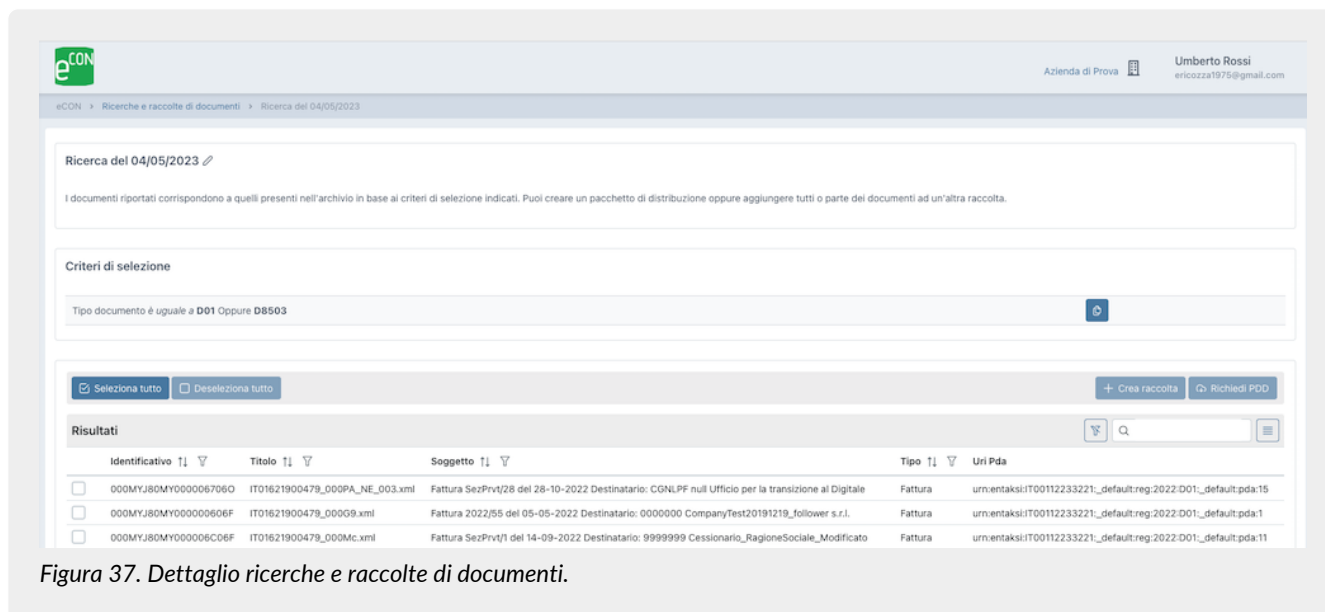 eCON
Azienda di Prova
Umberto Rossi
ericozza1975@gmail.com
eCON > Ricerche e raccolte di documenti > Ricerca del 04/05/2023
Ricerca del 04/05/2023
I documenti riportati corrispondono a quelli presenti nell'archivio in base ai criteri di selezione indicati. Puoi creare un pacchetto di distribuzione oppure aggiungere tutti o parte dei documenti ad un'altra raccolta.
Criteri di selezione
Tipo documento è uguale a D01 Oppure D8503
Seleziona tutto Deseleziona tutto + Crea raccolta Richiedi PDD
Risultati
Identificativo Titolo Soggetto Tipo Uri Pda
000MYJ80MY000006706O IT01621900479_000PA_NE_003.xml Fattura SezPrvt/28 del 28-10-2022 Destinatario: CGNLPF null Ufficio per la transizione al Digitale Fattura urn:entaksi:IT00112233221:_default:reg:2022:D01:_default:pda:15
000MYJ80MY000000606F IT01621900479_000G9.xml Fattura 2022/55 del 05-05-2022 Destinatario: 0000000 CompanyTest20191219_follower s.r.l. Fattura urn:entaksi:IT00112233221:_default:reg:2022:D01:_default:pda:1
000MYJ80MY000006C06F IT01621900479_000Mc.xml Fattura SezPrvt/1 del 14-09-2022 Destinatario: 9999999 Cessionario_RagioneSociale_Modificato Fattura urn:entaksi:IT00112233221:_default:reg:2022:D01:_default:pda:11
Figura 37. Dettaglio ricerche e raccolte di documenti.